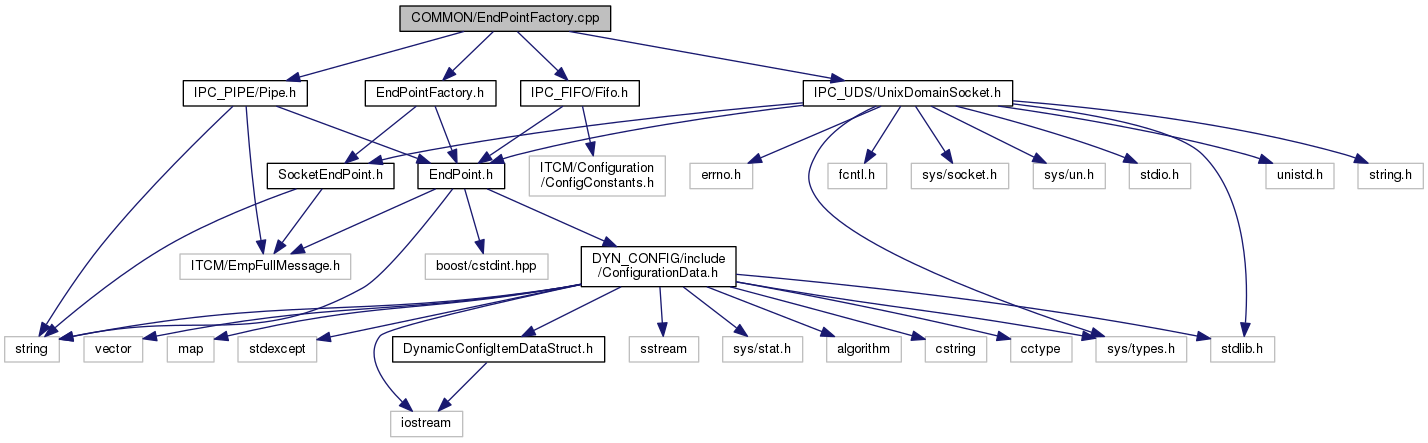 COMMON/EndPointFactory.cpp
IPC_PIPE/Pipe.h
EndPointFactory.h
IPC_FIFO/Fifo.h
IPC_UDS/UnixDomainSocket.h
SocketEndPoint.h
EndPoint.h
ITCM/Configuration
/ConfigConstants.h
errno.h
fcntl.h
sys/socket.h
sys/un.h
stdio.h
unistd.h
string.h
ITCM/EmpFullMessage.h
boost/cstdint.hpp
DYN_CONFIG/include
/ConfigurationData.h
string
vector
map
stdexcept
DynamicConfigItemDataStruct.h
sstream
sys/stat.h
algorithm
cstring
cctype
sys/types.h
stdlib.h
iostream